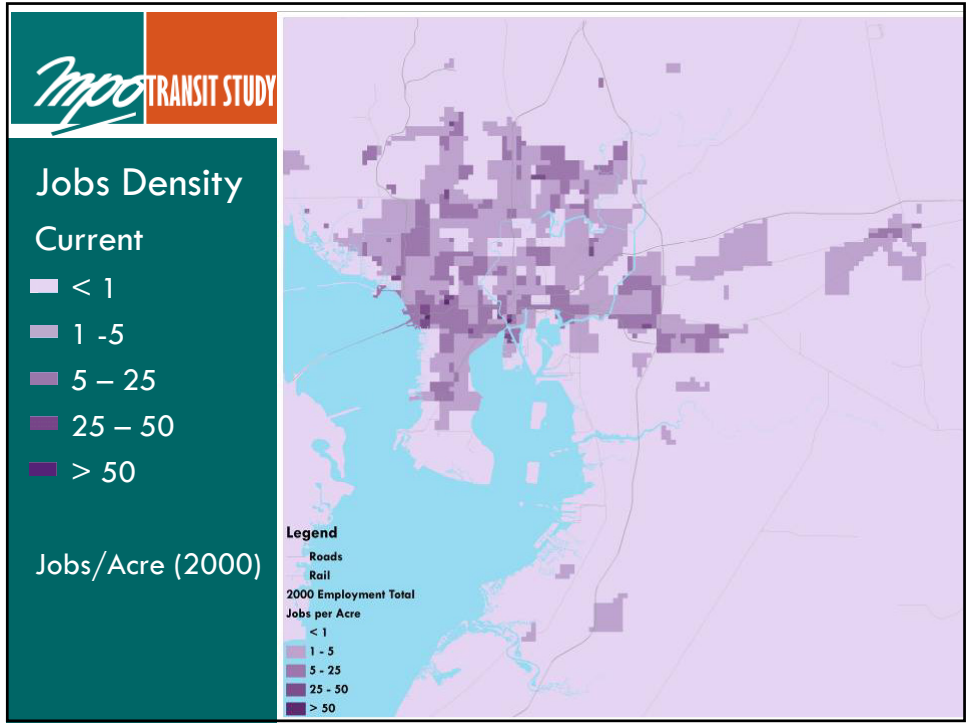 mpo TRANSIT STUDY
Jobs Density
Current
< 1
1 -5
5 – 25
25 – 50
> 50
Jobs/Acre (2000)
Legend
Roads
Rail
2000 Employment Total
Jobs per Acre
< 1
1 - 5
5 - 25
25 - 50
> 50